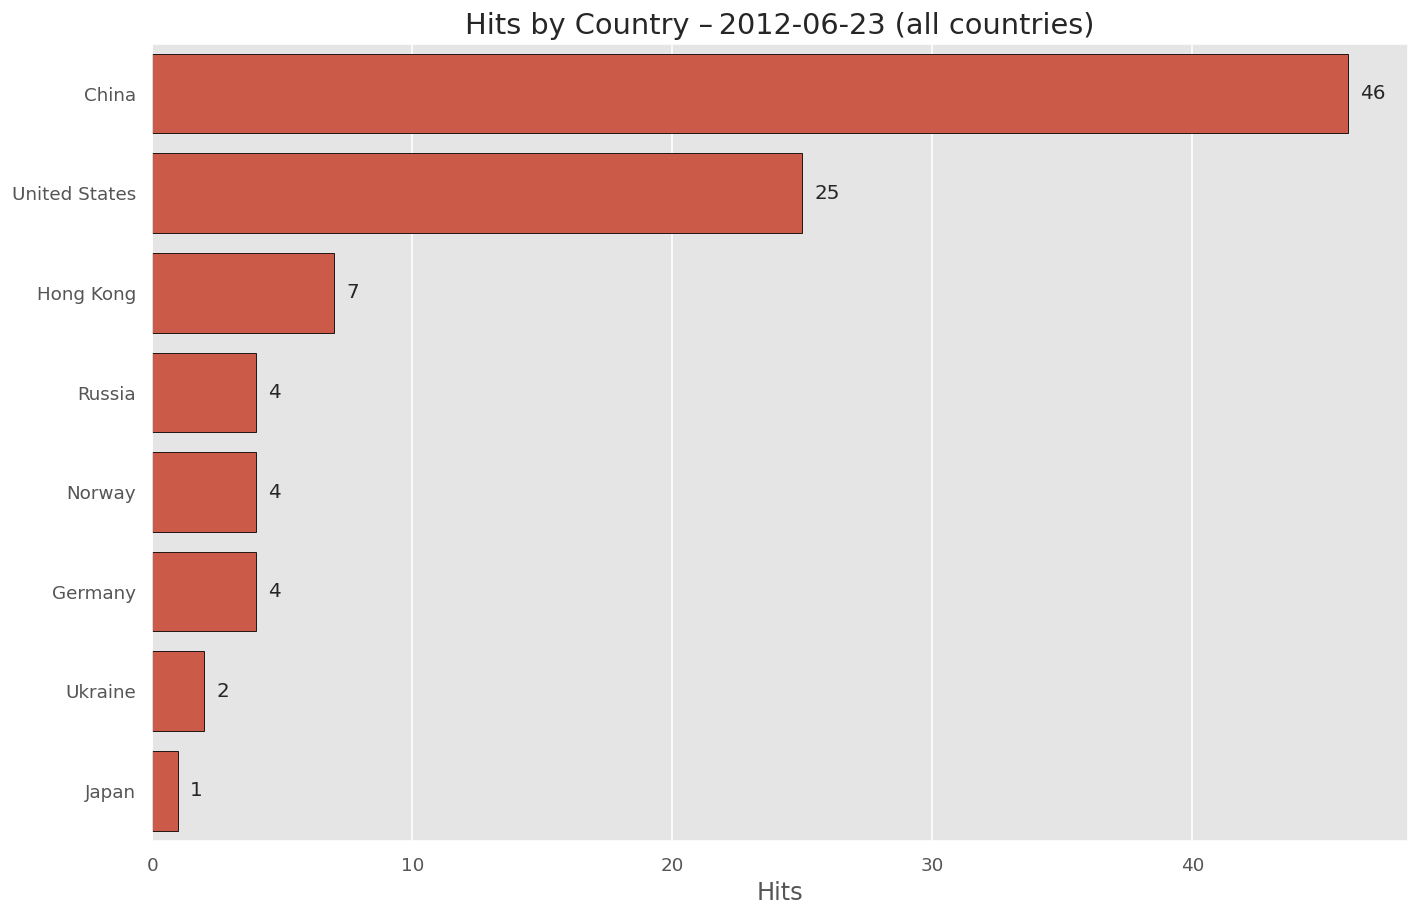 Hits by Country – 2012-06-23 (all countries)
China 46
United States 25
Hong Kong 7
Russia 4
Norway 4
Germany 4
Ukraine 2
Japan 1
0 10 20 30 40
Hits